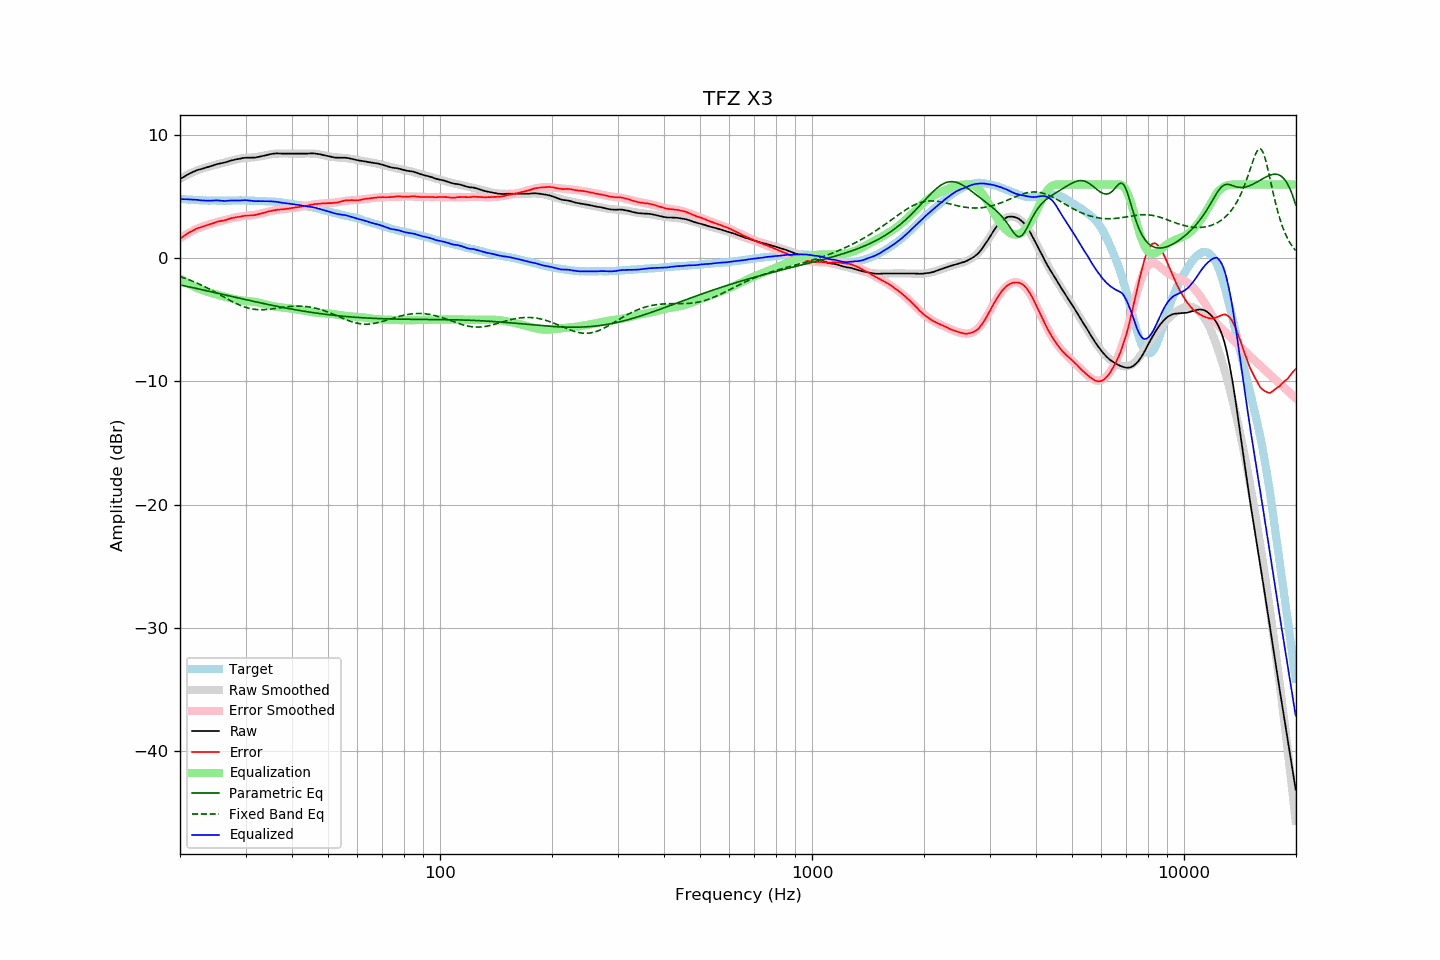 TFZ X3
10
0
−10
−20
−30
−40
Amplitude (dBr)
100
1000
10000
Frequency (Hz)
Target
Raw Smoothed
Error Smoothed
Raw
Error
Equalization
Parametric Eq
Fixed Band Eq
Equalized